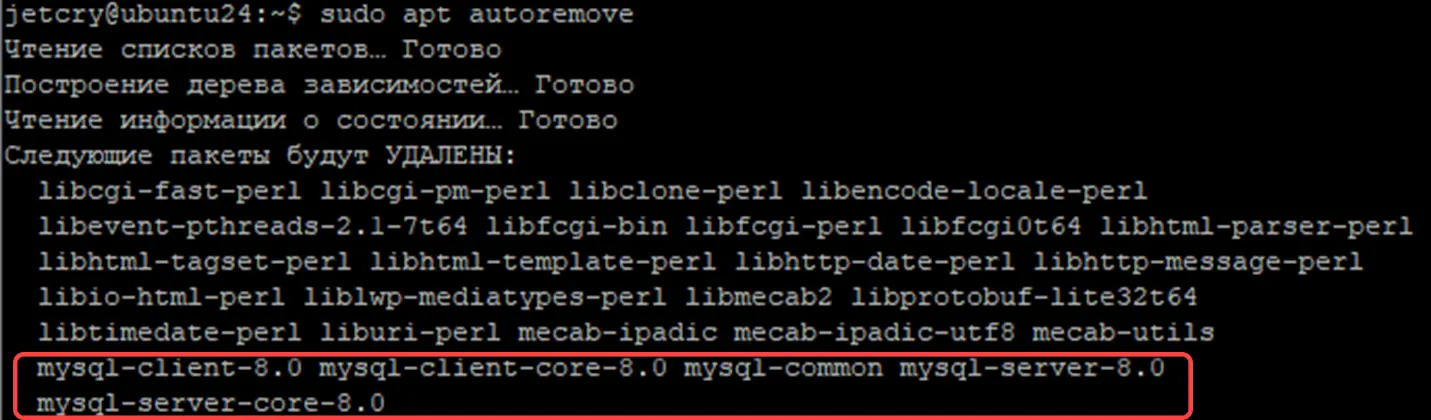 jetcry@ubuntu24:~$ sudo apt autoremove
Чтение списков пакетов… Готово
Построение дерева зависимостей… Готово
Чтение информации о состоянии… Готово
Следующие пакеты будут УДАЛЕНЫ:
libcgi-fast-perl libcgi-pm-perl libclone-perl libencode-locale-perl
libevent-pthreads-2.1-7t64 libfcgi-bin libfcgi-perl libfcgi0t64 libhtml-parser-perl
libhtml-tagset-perl libhtml-template-perl libhttp-date-perl libhttp-message-perl
libio-html-perl liblwp-mediatypes-perl libmecab2 libprotobuf-lite32t64
libtimedate-perl liburi-perl mecab-ipadic mecab-ipadic-utf8 mecab-utils
mysql-client-8.0 mysql-client-core-8.0 mysql-common mysql-server-8.0
mysql-server-core-8.0